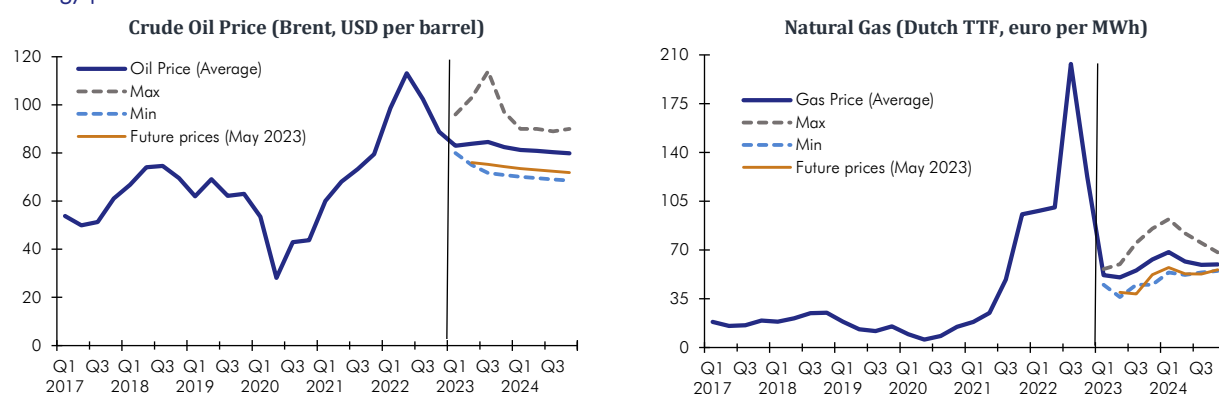 Crude Oil Price (Brent, USD per barrel)
120
100
80
60
40
20
0
Oil Price (Average)
Max
Min
Future prices (May 2023)
Q1 Q3 Q1 Q3 Q1 Q3 Q1 Q3 Q1 Q3 Q1 Q3 Q1 Q3 Q1 Q3
2017 2018 2019 2020 2021 2022 2023 2024
Natural Gas (Dutch TTF, euro per MWh)
210
175
140
105
70
35
0
Gas Price (Average)
Max
Min
Future prices (May 2023)
Q1 Q3 Q1 Q3 Q1 Q3 Q1 Q3 Q1 Q3 Q1 Q3 Q1 Q3 Q1 Q3
2017 2018 2019 2020 2021 2022 2023 2024